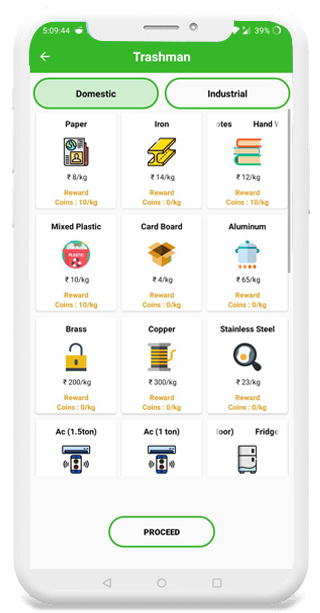 5:09:44 39%
Trashman
Domestic Industrial
Paper Iron otes Hand W
₹ 8/kg ₹ 14/kg ₹ 12/kg
Reward Reward Reward
Coins : 10/kg Coins : 0/kg Coins : 10/kg
Mixed Plastic Card Board Aluminum
PLASTIC
₹ 10/kg ₹ 4/kg ₹ 65/kg
Reward Reward Reward
Coins : 10/kg Coins : 0/kg Coins : 0/kg
Brass Copper Stainless Steel
₹ 200/kg ₹ 300/kg ₹ 23/kg
Reward Reward Reward
Coins : 0/kg Coins : 0/kg Coins : 0/kg
Ac (1.5ton) Ac (1 ton) loor) Fridge
PROCEED